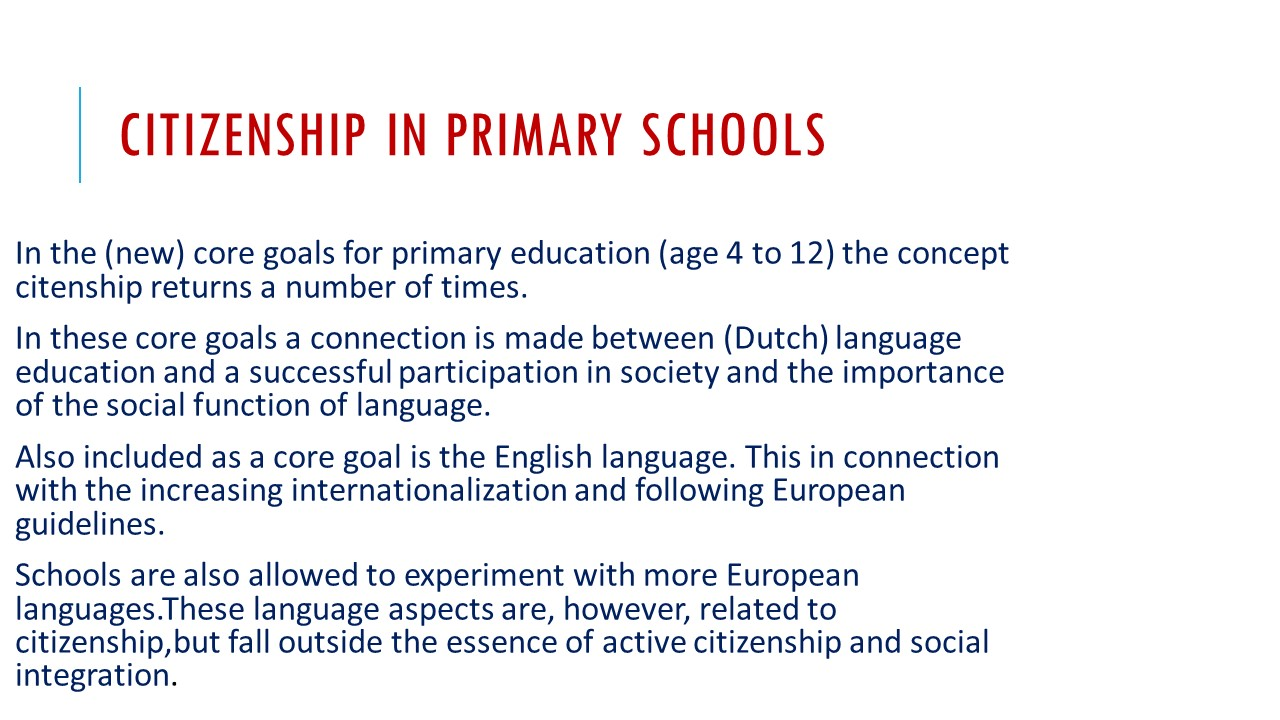 CITIZENSHIP IN PRIMARY SCHOOLS
In the (new) core goals for primary education (age 4 to 12) the concept
citenship returns a number of times.
In these core goals a connection is made between (Dutch) language
education and a successful participation in society and the importance
of the social function of language.
Also included as a core goal is the English language. This in connection
with the increasing internationalization and following European
guidelines.
Schools are also allowed to experiment with more European
languages.These language aspects are, however, related to
citizenship,but fall outside the essence of active citizenship and social
integration.